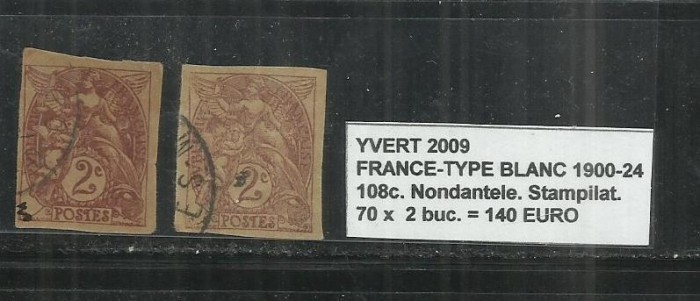 2c
POSTES
2c
POSTES
YVERT 2009
FRANCE-TYPE BLANC 1900-24
108c. Nondantele. Stampilat.
70 x 2 buc. = 140 EURO